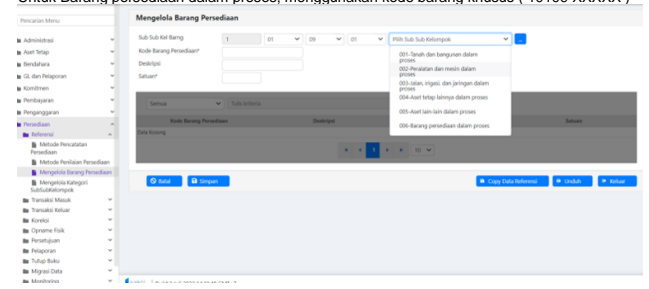 Untuk Barang persediaan dalam proses, menggunakan kode barang khusus ( 10109 XXXXX )
Pencarian Menu
Administrasi
Aset Tetap
Bendahara
GL dan Pelaporan
Komitmen
Pembayaran
Penganggaran
Persediaan
Referensi
Metode Pencatatan
Persediaan
Metode Penilaian Persediaan
Mengelola Barang Persediaan
Mengelola Kategori
SubSubKelompok
Transaksi Masuk
Transaksi Keluar
Koreksi
Opname Fisik
Persetujuan
Pelaporan
Tutup Buku
Migrasi Data
Monitoring
Mengelola Barang Persediaan
Sub Sub Kel Barng
1
01
09
01
Pilih Sub Sub Kelompok
...
Kode Barang Persediaan*
Deskripsi
Satuan*
001-Tanah dan bangunan dalam
proses
002-Peralatan dan mesin dalam
proses
003-Jalan, irigasi, dan jaringan dalam
proses
004-Aset tetap lainnya dalam proses
005-Aset lain-lain dalam proses
006-Barang persediaan dalam proses
Semua
Sub kriteria
Kode Barang Persediaan
Deskripsi
Satuan
Data Kosong
1
10
Batal
Simpan
Copy Data Referensi
Unduh
Keluar